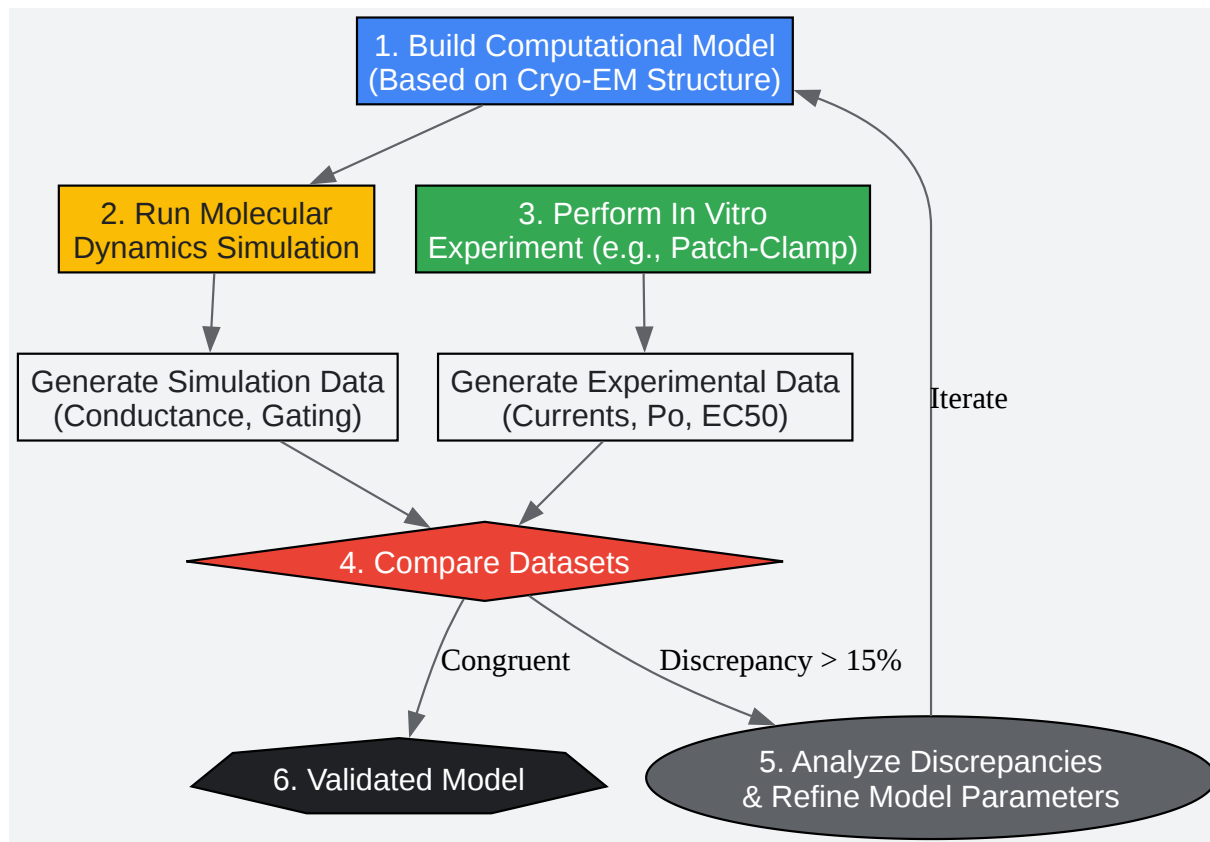 1. Build Computational Model
(Based on Cryo-EM Structure)
2. Run Molecular
Dynamics Simulation
3. Perform In Vitro
Experiment (e.g., Patch-Clamp)
Generate Simulation Data
(Conductance, Gating)
Generate Experimental Data
(Currents, Po, EC50)
Iterate
4. Compare Datasets
Congruent
Discrepancy > 15%
6. Validated Model
5. Analyze Discrepancies
& Refine Model Parameters